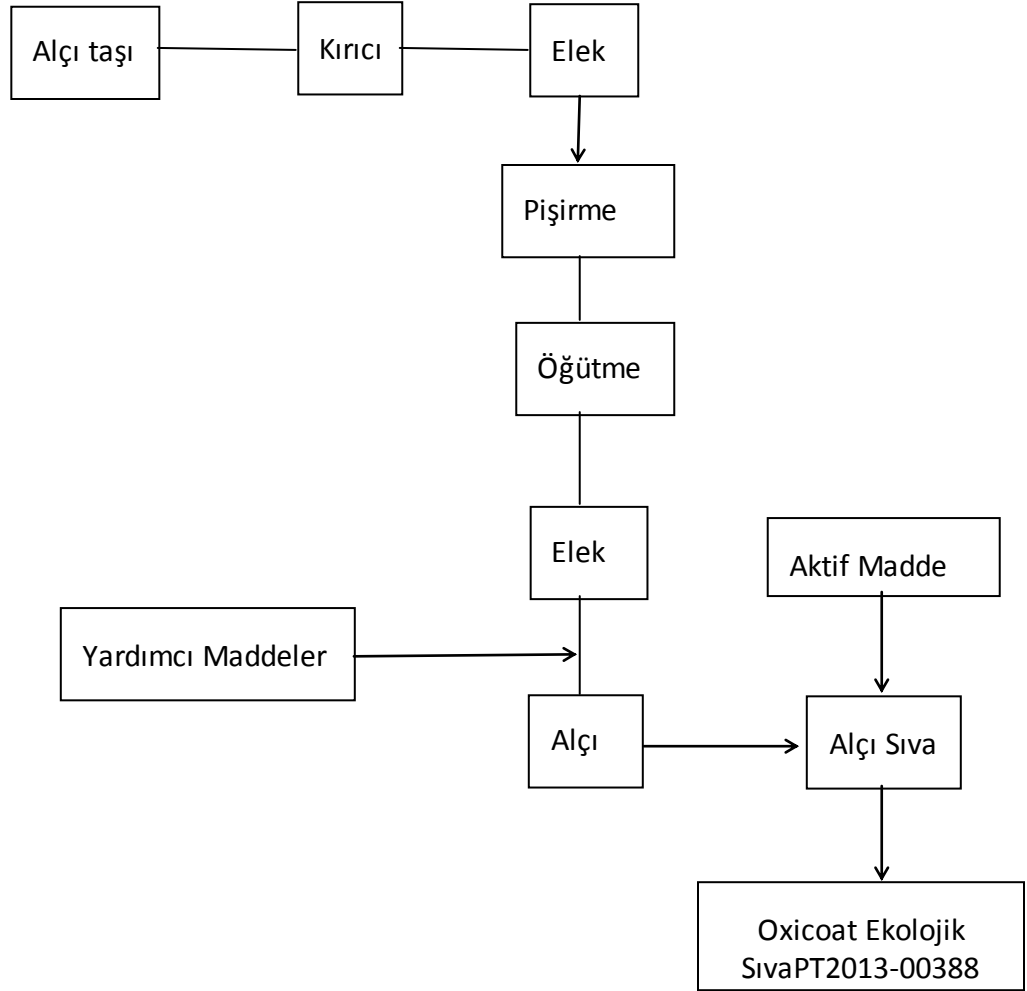 Alçı taşı
Kırıcı
Elek
Pişirme
Öğütme
Elek
Aktif Madde
Yardımcı Maddeler
Alçı
Alçı Sıva
Oxicoat Ekolojik
SıvaPT2013-00388